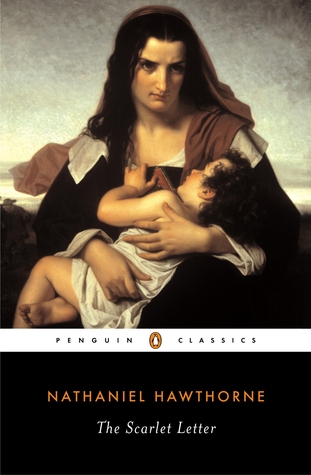 PENGUIN CLASSICS
NATHANIEL HAWTHORNE
The Scarlet Letter